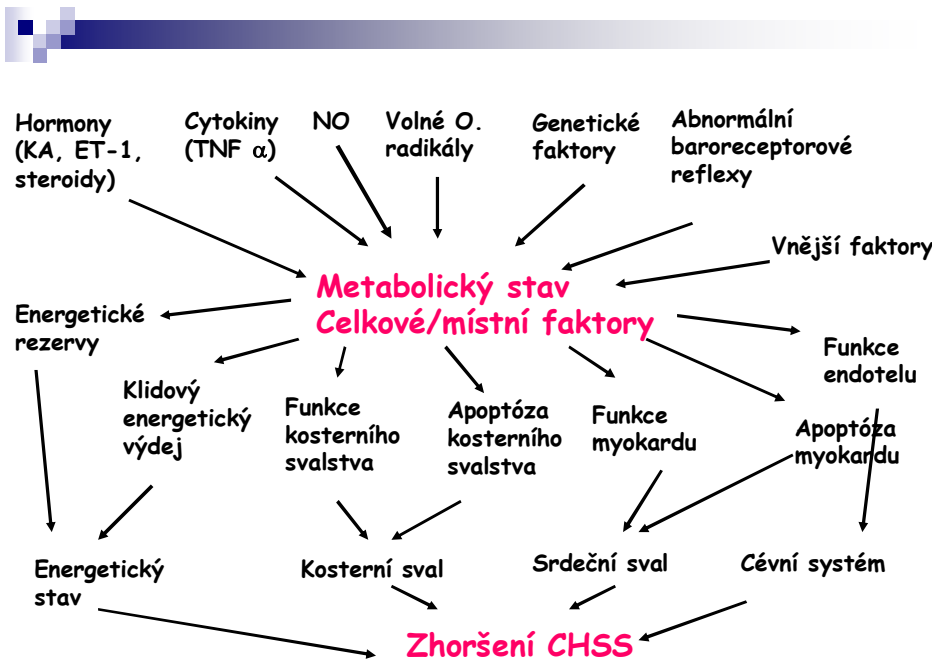 Hormony
(KA, ET-1,
steroidy)
Cytokiny
(TNF α)
NO
Volné O.
radikály
Genetické
faktory
Abnormální
baroreceptorové
reflexy
Vnější faktory
Metabolický stav
Celkové/místní faktory
Energetické
rezervy
Klidový
energetický
výdej
Funkce
kosterního
svalstva
Apoptóza
kosterního
svalstva
Funkce
myokardu
Funkce
endotelu
Apoptóza
myokardu
Energetický
stav
Kosterní sval
Srdeční sval
Cévní systém
Zhoršení CHSS